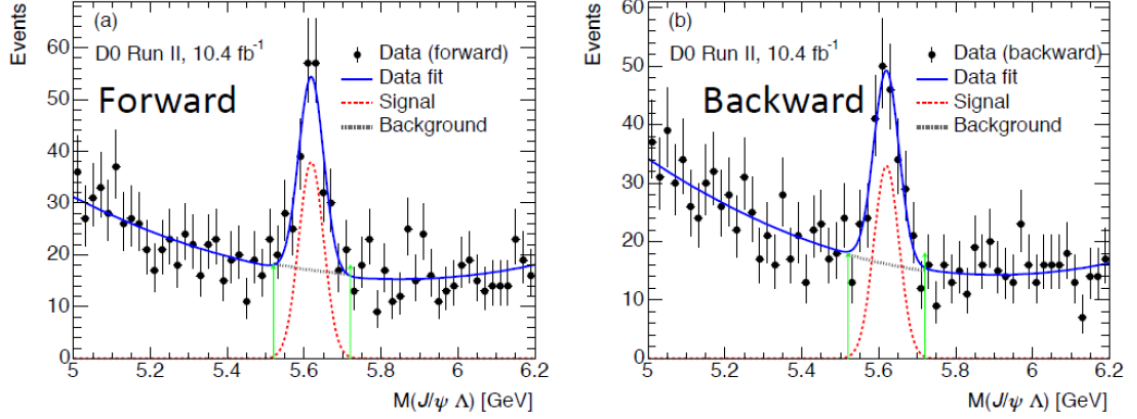 Events
(a)
D0 Run II, 10.4 fb⁻¹
Data (forward)
Data fit
Signal
Background
Forward
60
50
40
30
20
10
0
5 5.2 5.4 5.6 5.8 6 6.2
M(J/ψ Λ) [GeV]
Events
(b)
D0 Run II, 10.4 fb⁻¹
Data (backward)
Data fit
Signal
Background
Backward
60
50
40
30
20
10
0
5 5.2 5.4 5.6 5.8 6 6.2
M(J/ψ Λ) [GeV]